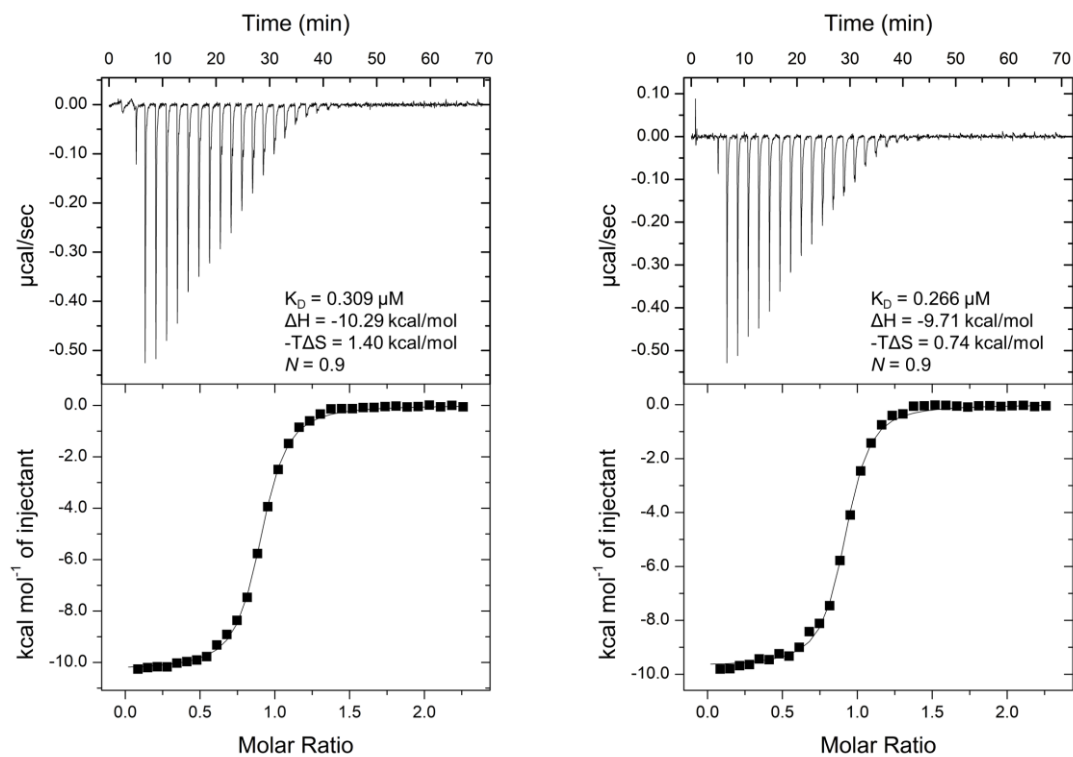 Time (min)
0 10 20 30 40 50 60 70
0.00
-0.10
-0.20
-0.30
-0.40
-0.50
µcal/sec
K_D = 0.309 µM
ΔH = -10.29 kcal/mol
-TΔS = 1.40 kcal/mol
N = 0.9
0.0
-2.0
-4.0
-6.0
-8.0
-10.0
kcal mol⁻¹ of injectant
0.0 0.5 1.0 1.5 2.0
Molar Ratio
Time (min)
0 10 20 30 40 50 60 70
0.10
0.00
-0.10
-0.20
-0.30
-0.40
-0.50
µcal/sec
K_D = 0.266 µM
ΔH = -9.71 kcal/mol
-TΔS = 0.74 kcal/mol
N = 0.9
0.0
-2.0
-4.0
-6.0
-8.0
-10.0
kcal mol⁻¹ of injectant
0.0 0.5 1.0 1.5 2.0
Molar Ratio